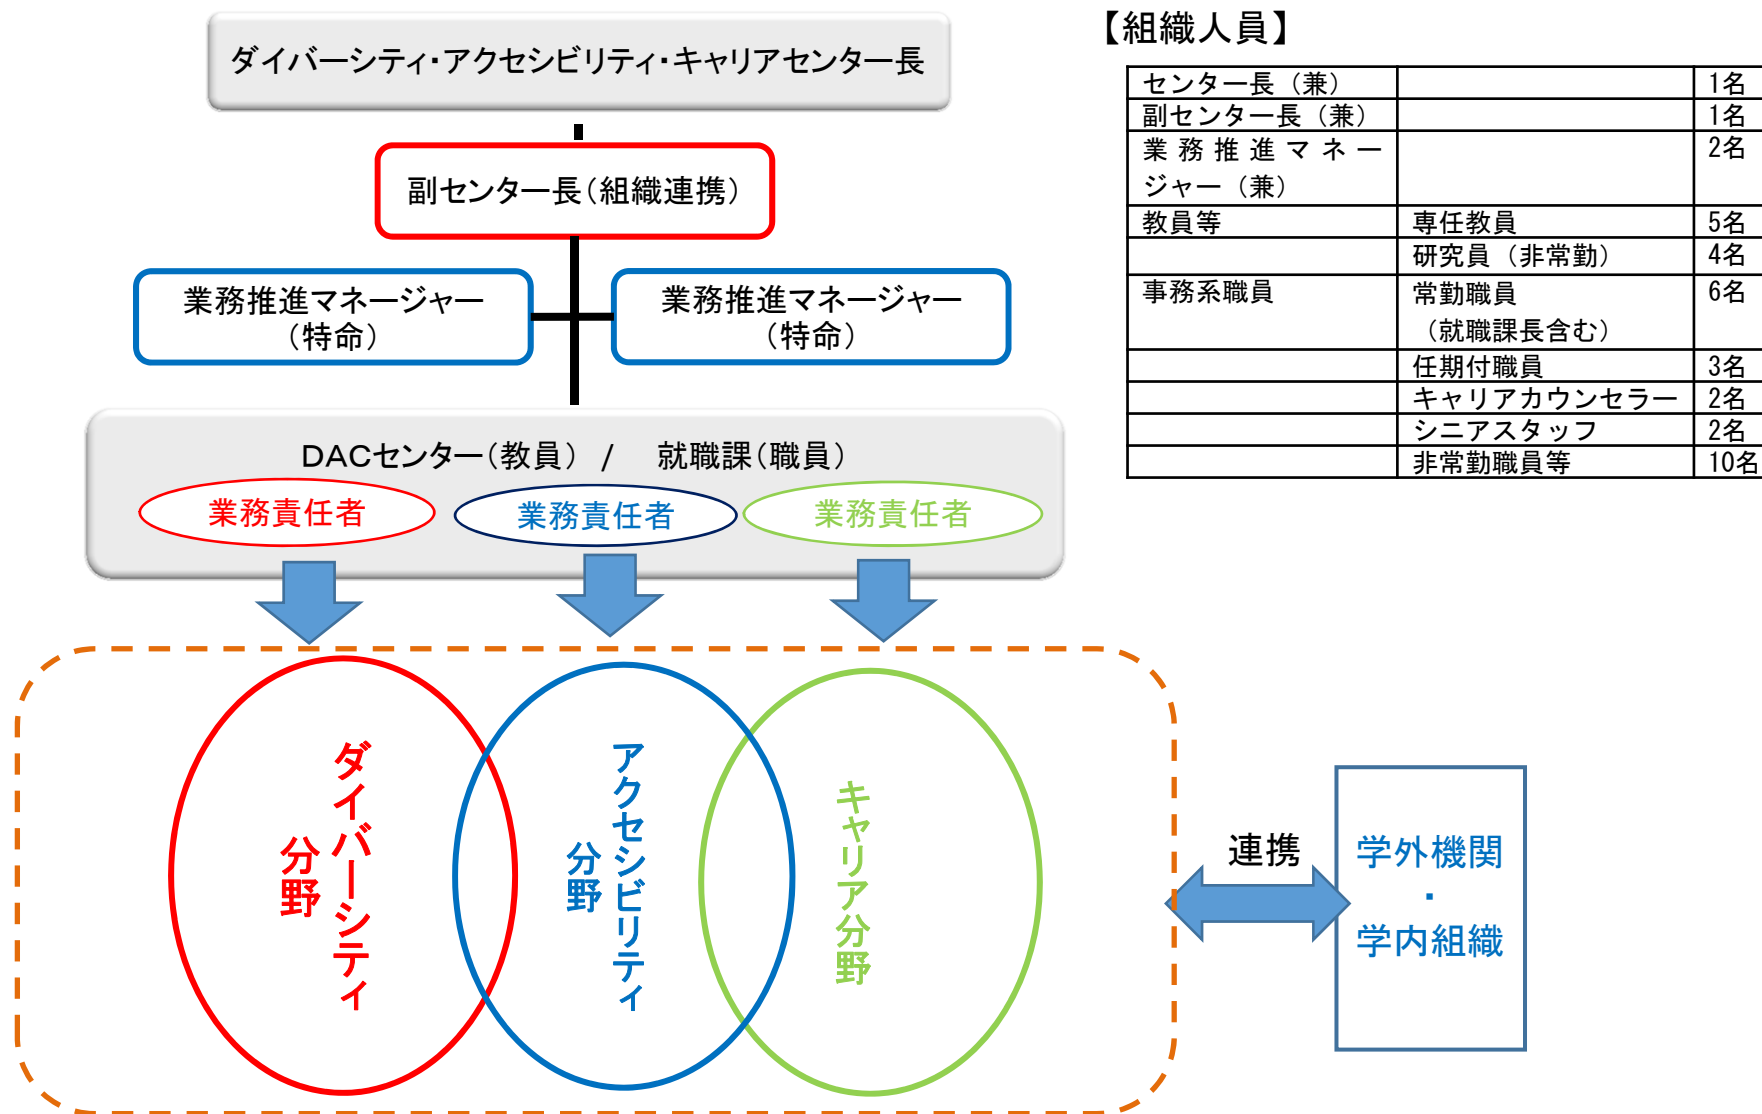 ダイバーシティ・アクセシビリティ・キャリアセンター長
副センター長(組織連携)
業務推進マネージャー
(特命)
業務推進マネージャー
(特命)
DACセンター(教員) / 就職課(職員)
業務責任者
業務責任者
業務責任者
ダイバーシティ
分野
アクセシビリティ
分野
キャリア分野
連携
学外機関
・
学内組織
【組織人員】
センター長（兼） 1名
副センター長（兼） 1名
業務推進マネー 2名
ジャー（兼）
教員等 専任教員 5名
研究員（非常勤） 4名
事務系職員 常勤職員 6名
（就職課長含む）
任期付職員 3名
キャリアカウンセラー 2名
シニアスタッフ 2名
非常勤職員等 10名